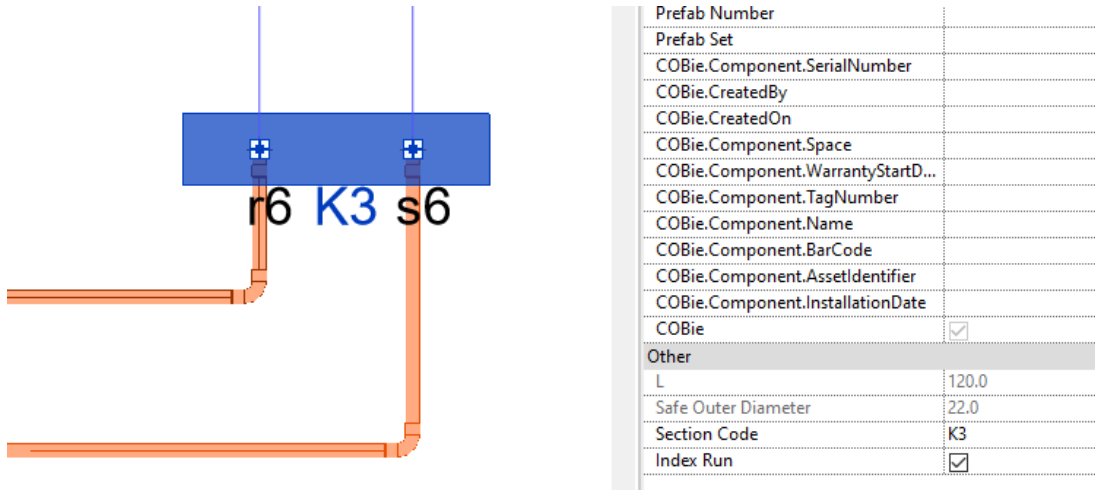 r6 K3 s6
Prefab Number
Prefab Set
COBie.Component.SerialNumber
COBie.CreatedBy
COBie.CreatedOn
COBie.Component.Space
COBie.Component.WarrantyStartD...
COBie.Component.TagNumber
COBie.Component.Name
COBie.Component.BarCode
COBie.Component.AssetIdentifier
COBie.Component.InstallationDate
COBie
Other
L 120.0
Safe Outer Diameter 22.0
Section Code K3
Index Run